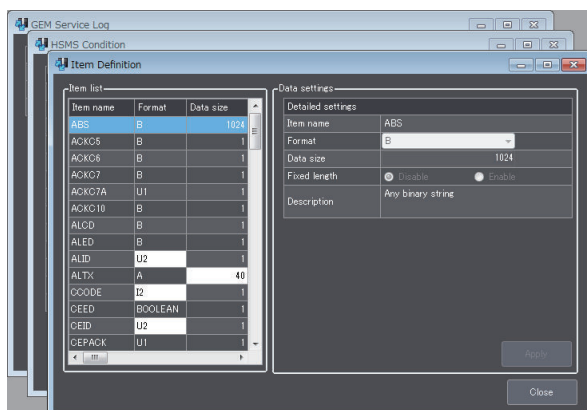 GEM Service Log
HSMS Condition
Item Definition
Item list
Item name Format Data size
ABS B 1024
ACKC5 B 1
ACKC6 B 1
ACKC7 B 1
ACKC7A U1 1
ACKC10 B 1
ALCD B 1
ALED B 1
ALID U2 1
ALTX A 40
CCODE I2 1
CEED BOOLEAN 1
CEID U2 1
CEPACK U1 1
Data settings
Detailed settings
Item name ABS
Format B
Data size 1024
Fixed length Disable Enable
Description Any binary string
Apply
Close